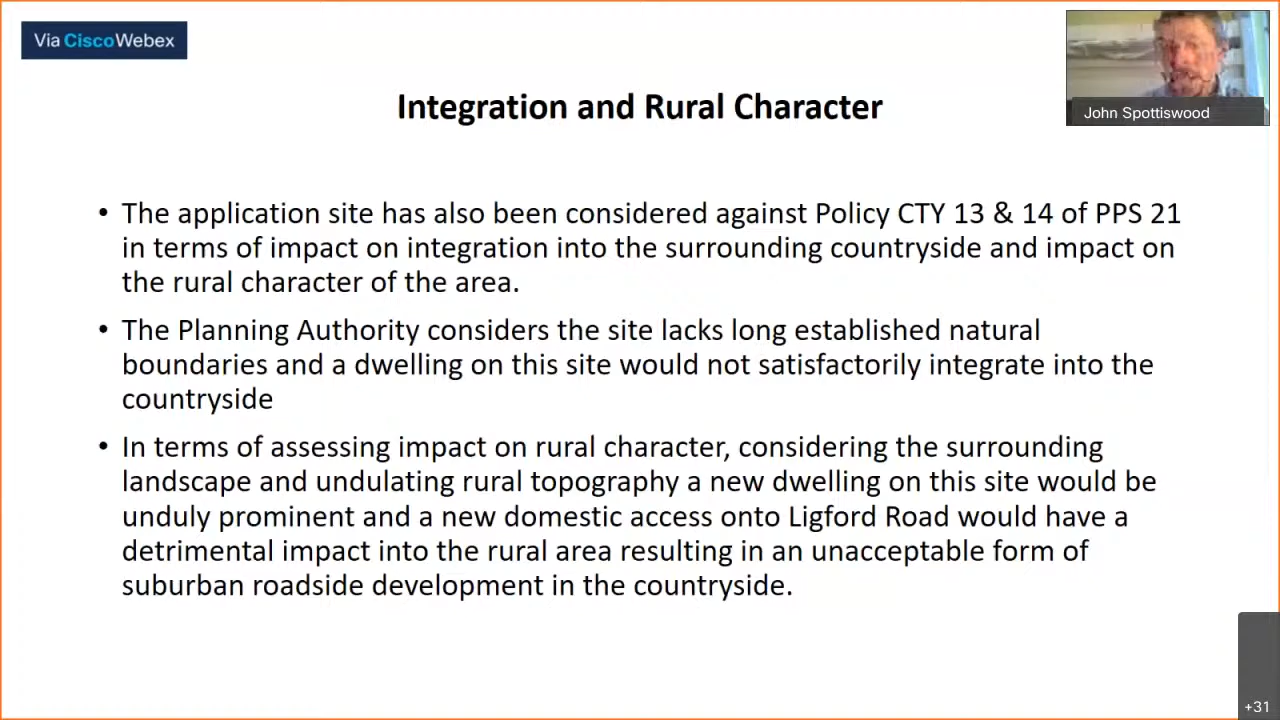 Via Cisco Webex
John Spottiswood
Integration and Rural Character
• The application site has also been considered against Policy CTY 13 & 14 of PPS 21
in terms of impact on integration into the surrounding countryside and impact on
the rural character of the area.
• The Planning Authority considers the site lacks long established natural
boundaries and a dwelling on this site would not satisfactorily integrate into the
countryside
• In terms of assessing impact on rural character, considering the surrounding
landscape and undulating rural topography a new dwelling on this site would be
unduly prominent and a new domestic access onto Ligford Road would have a
detrimental impact into the rural area resulting in an unacceptable form of
suburban roadside development in the countryside.
+31